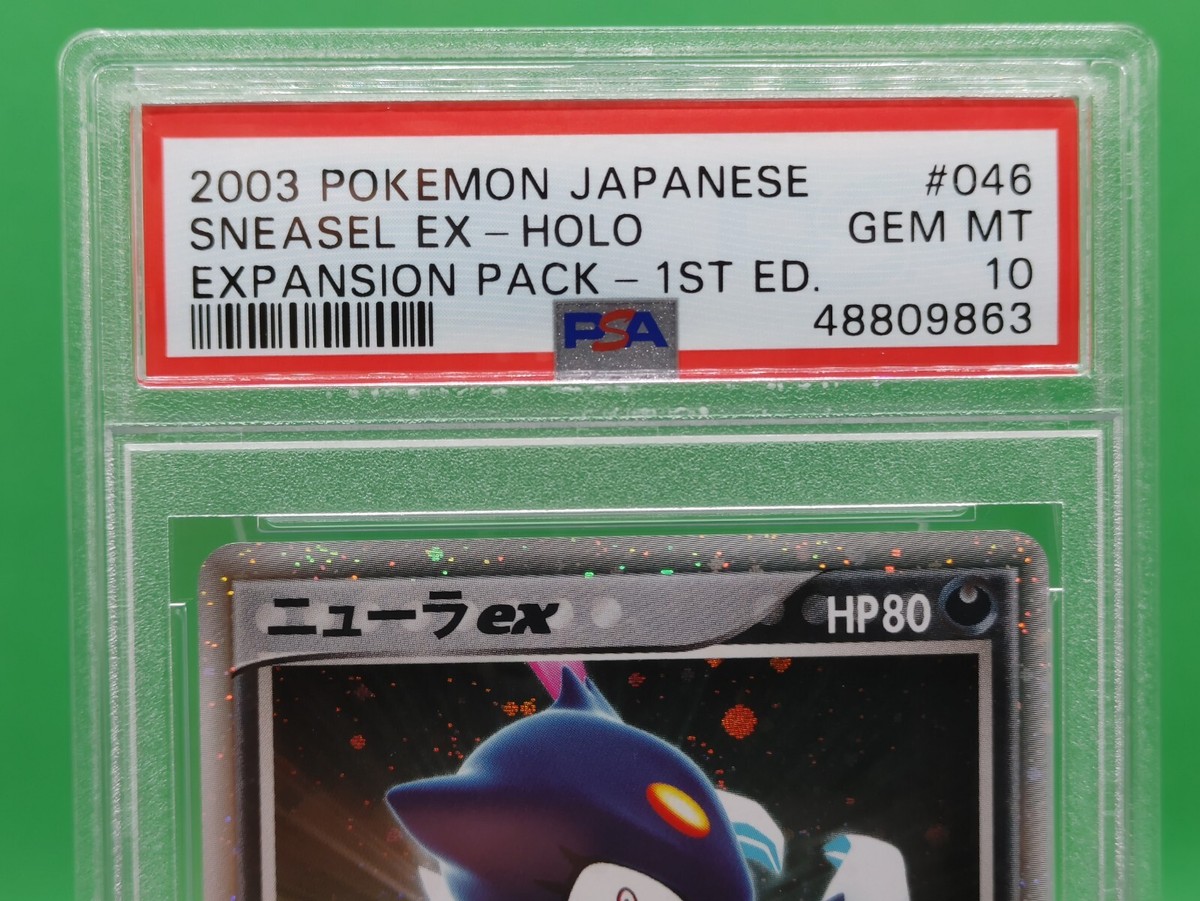 2003 POKEMON JAPANESE #046
SNEASEL EX - HOLO GEM MT
EXPANSION PACK - 1ST ED. 10
PSA 48809863
ニューラex HP80